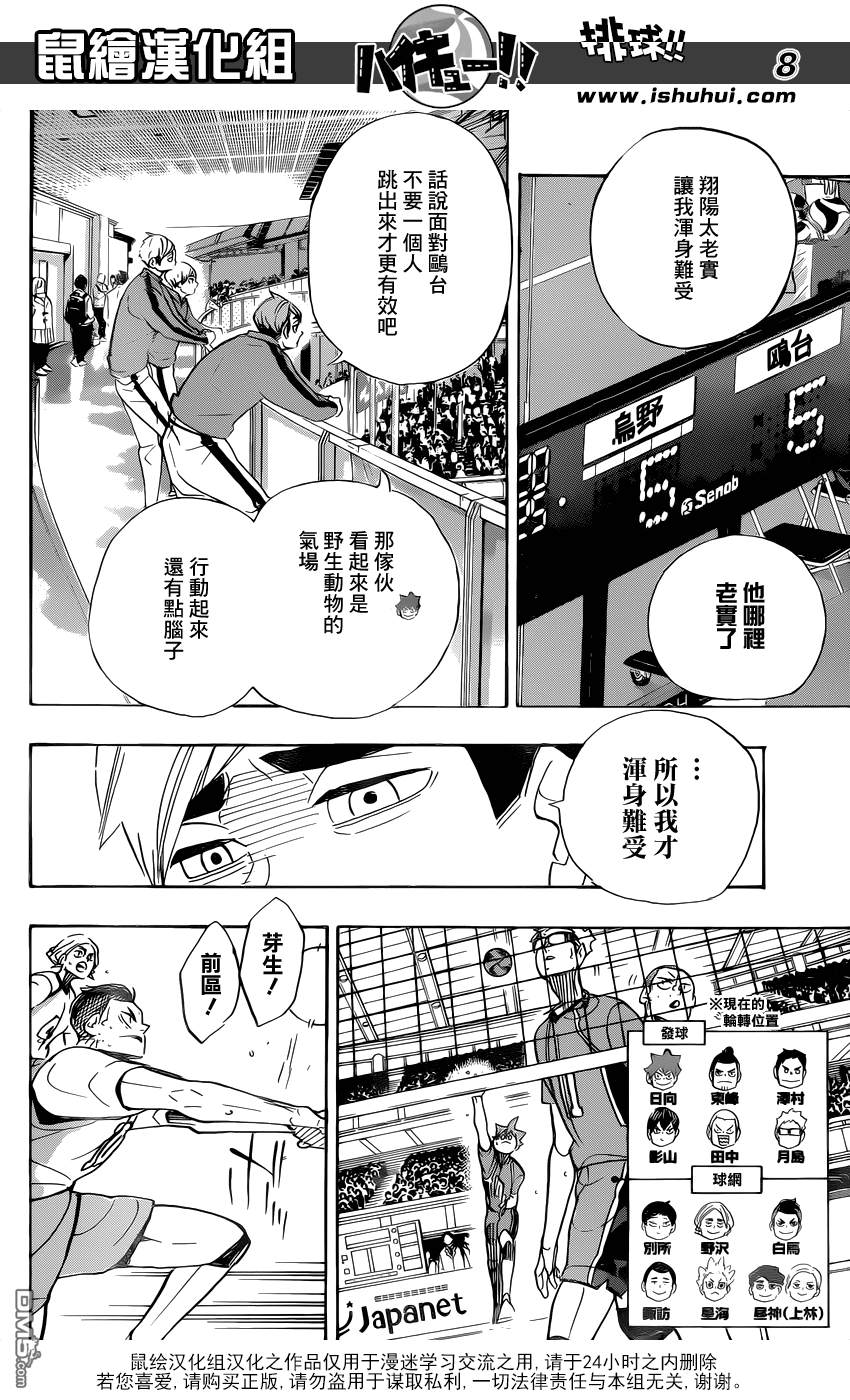 鼠繪漢化組
ハイキュー!!
排球!!
8
www.ishuhui.com
翔陽太老實
讓我渾身難受
鷗台
5
烏野
5
Senoh
他哪裡
老實了
話說面對鷗台
不要一個人
跳出來才更有效吧
那傢伙
看起來是
野生動物的
氣場
行動起來
還有點腦子
…
所以我才
渾身難受
※現在的
輪轉位置
發球
日向 東峰 澤村
影山 田中 月島
球網
別所 野沢 白馬
諏訪 星海 昼神(上林)
Japanet
芽生!
前區!
鼠绘汉化组汉化之作品仅用于漫迷学习交流之用, 请于24小时之内删除
若您喜爱, 请购买正版, 请勿用于谋取私利, 一切法律责任与本组无关, 谢谢。